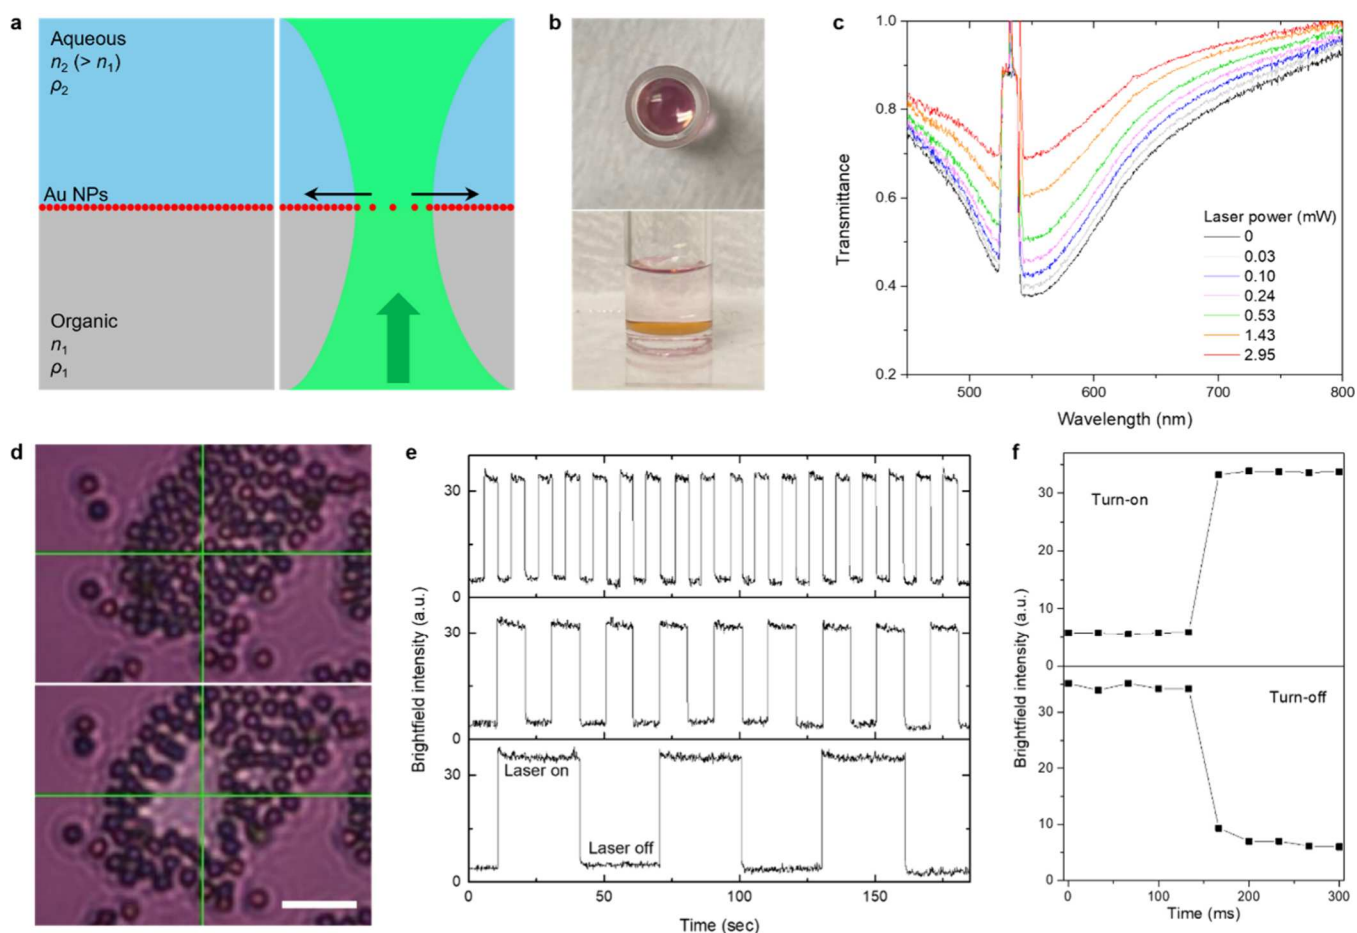 a
Aqueous
n₂ (> n₁)
ρ₂
Au NPs
Organic
n₁
ρ₁
b
c
1.0
0.8
0.6
0.4
0.2
Transmittance
500
600
700
800
Wavelength (nm)
Laser power (mW)
0
0.03
0.10
0.24
0.53
1.43
2.95
d
e
30
0
30
0
30
0
Brightfield intensity (a.u.)
Laser on
Laser off
0
50
100
150
Time (sec)
f
30
20
10
0
Turn-on
30
20
10
0
Turn-off
Brightfield intensity (a.u.)
0
100
200
300
Time (ms)